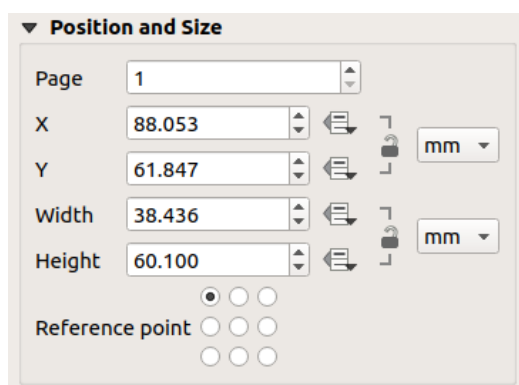 Position and Size
Page 1
X 88.053
mm
Y 61.847
Width 38.436
mm
Height 60.100
Reference point